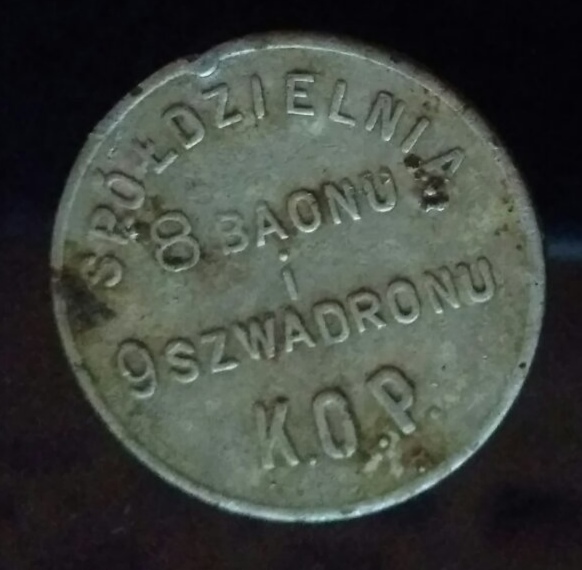 SPÓŁDZIELNIA
8 BAONU
i
9 SZWADRONU
K.O.P.